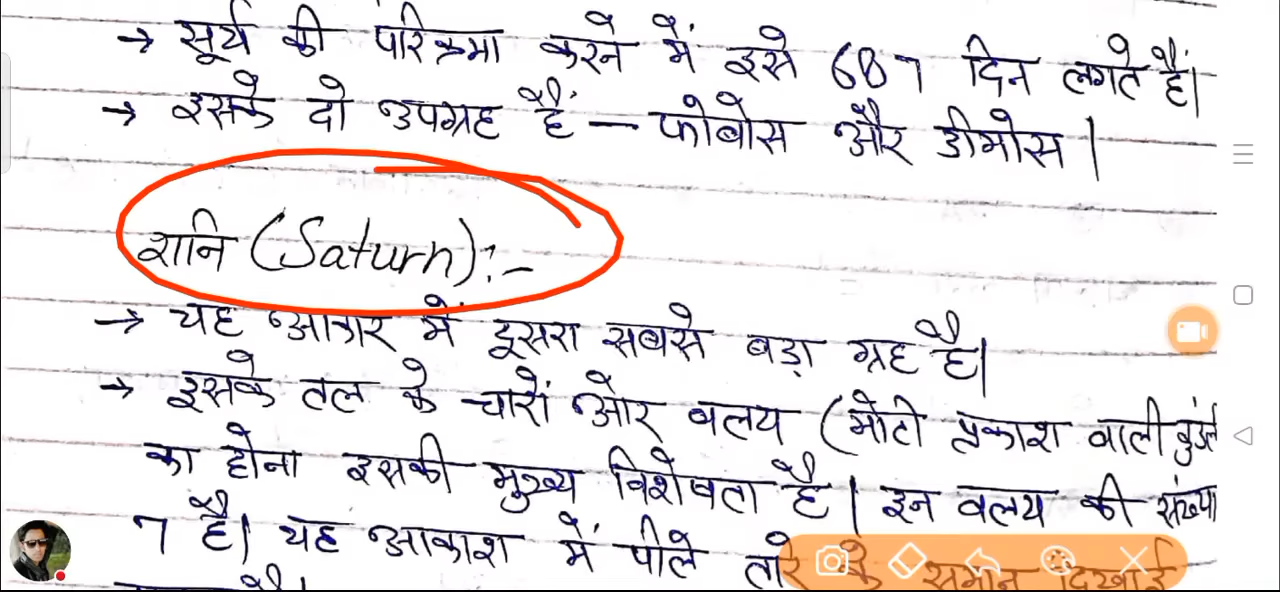 → सूर्य की परिक्रमा करने में इसे 687 दिन लगते हैं।
→ इसके दो उपग्रह हैं — फोबोस और डीमोस।
शनि (Saturn):-
→ यह आकार में दूसरा सबसे बड़ा ग्रह है।
→ इसके तल के चारों ओर वलय (मोटी प्रकाश वाली
का होना इसकी मुख्य विशेषता है। इन वलय की संख्या
7 है। यह आकाश में पीले तारे के समान दिखाई